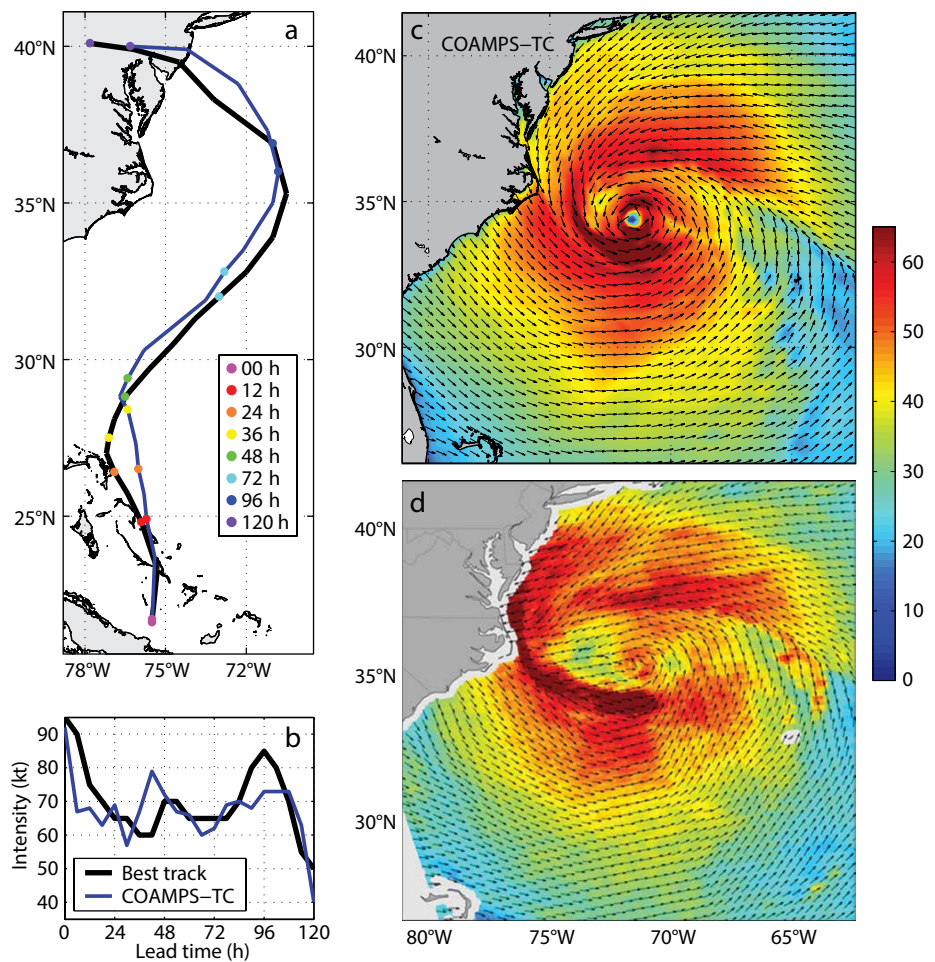 a
40°N
35°N
30°N
25°N
78°W 75°W 72°W
00 h
12 h
24 h
36 h
48 h
72 h
96 h
120 h
b
Intensity (kt)
90
80
70
60
50
40
Best track
COAMPS–TC
0 24 48 72 96 120
Lead time (h)
c
COAMPS–TC
40°N
35°N
30°N
d
40°N
35°N
30°N
80°W 75°W 70°W 65°W
60
50
40
30
20
10
0